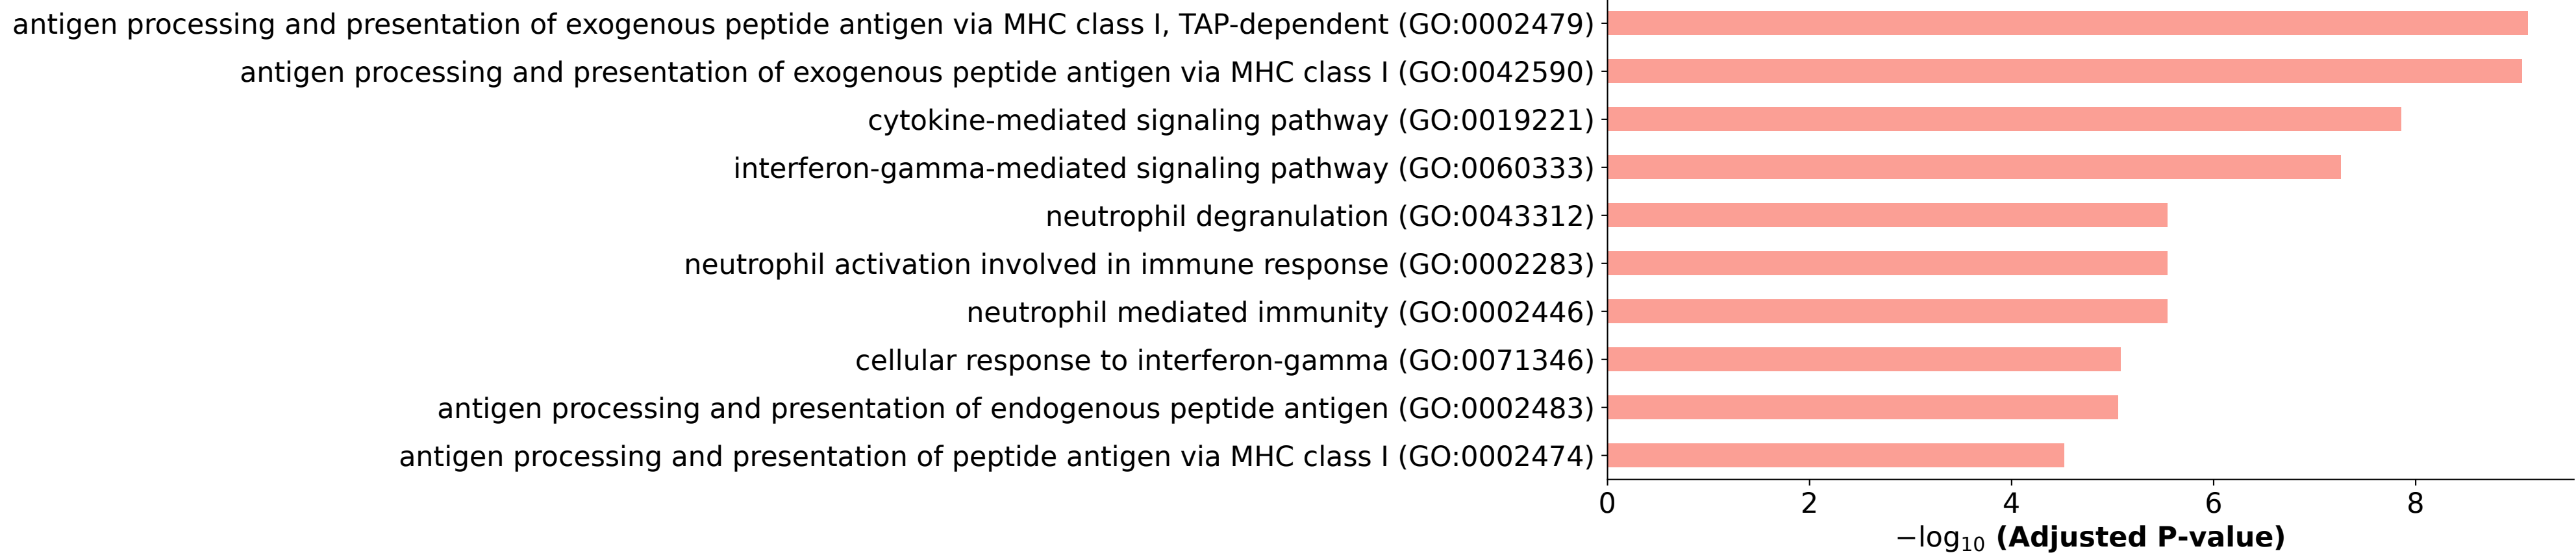 antigen processing and presentation of exogenous peptide antigen via MHC class I, TAP-dependent (GO:0002479)
antigen processing and presentation of exogenous peptide antigen via MHC class I (GO:0042590)
cytokine-mediated signaling pathway (GO:0019221)
interferon-gamma-mediated signaling pathway (GO:0060333)
neutrophil degranulation (GO:0043312)
neutrophil activation involved in immune response (GO:0002283)
neutrophil mediated immunity (GO:0002446)
cellular response to interferon-gamma (GO:0071346)
antigen processing and presentation of endogenous peptide antigen (GO:0002483)
antigen processing and presentation of peptide antigen via MHC class I (GO:0002474)
0 2 4 6 8
−log₁₀ (Adjusted P-value)